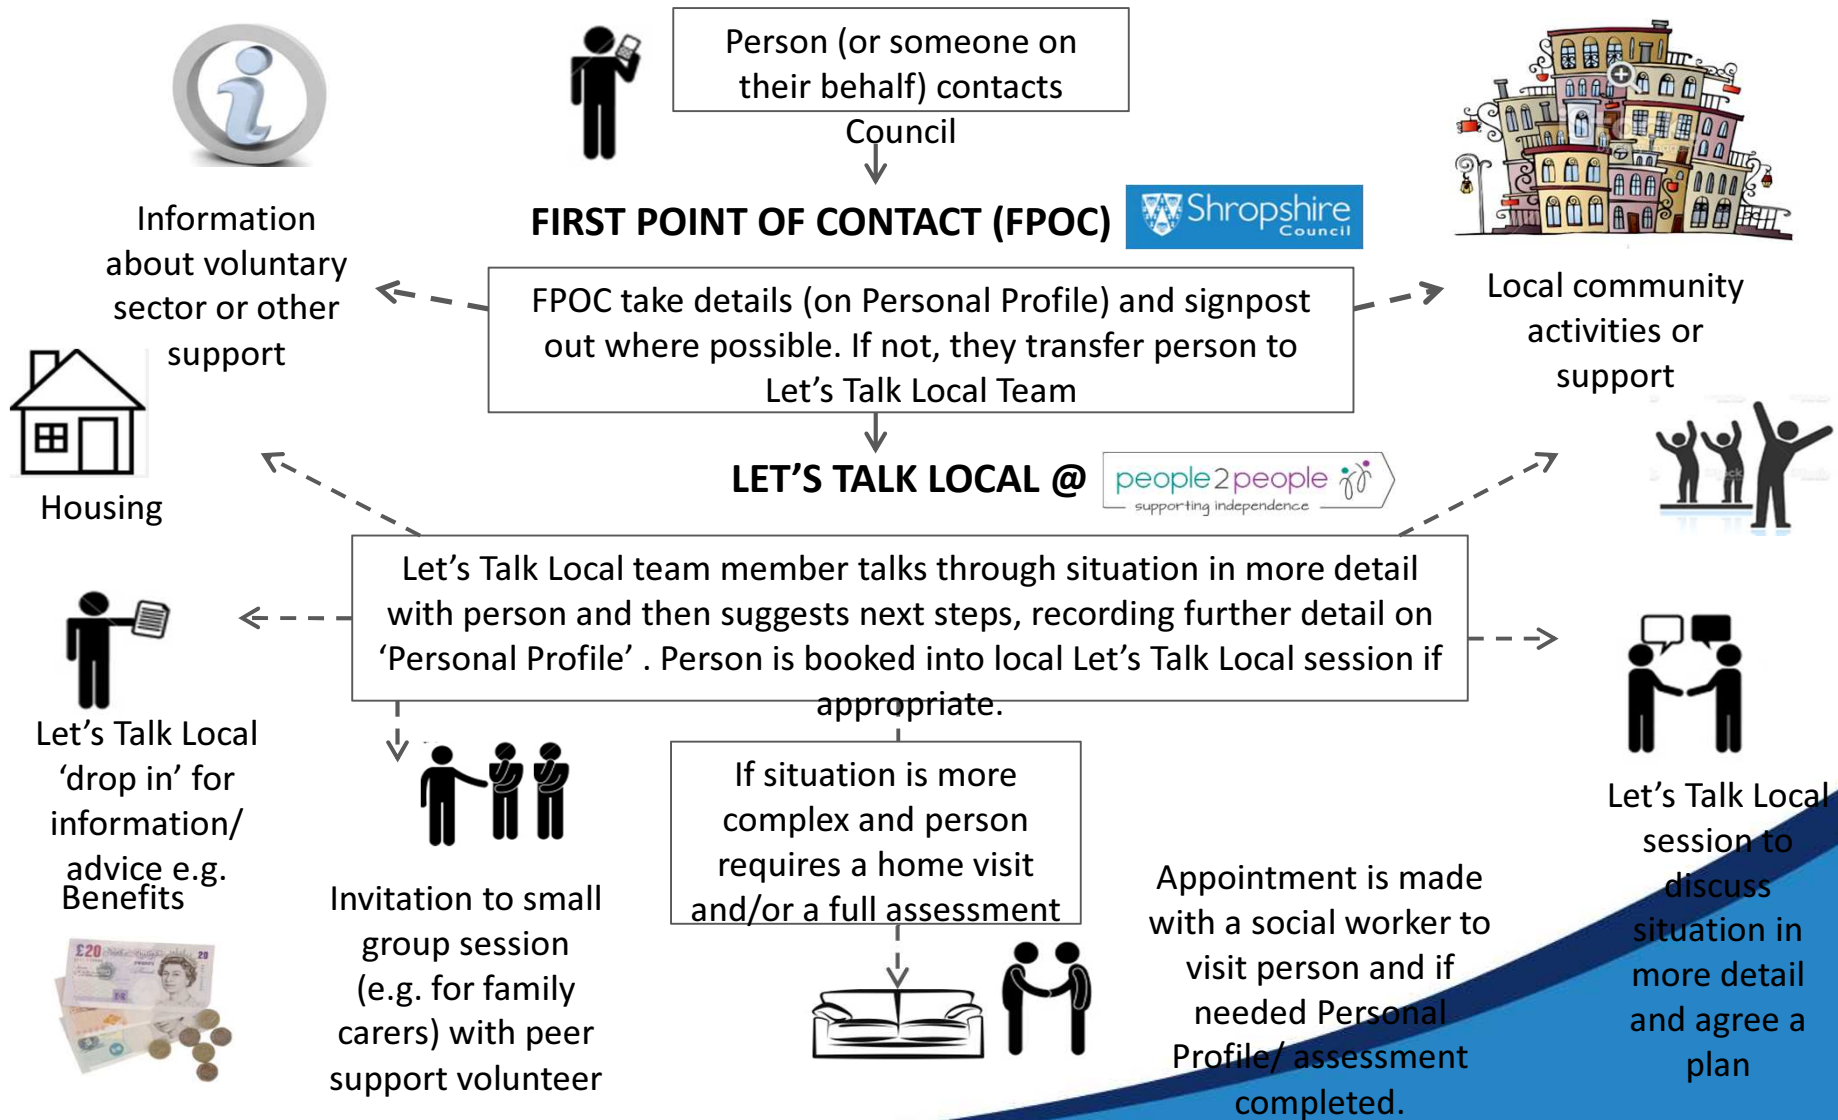 Person (or someone on
their behalf) contacts
Council
FIRST POINT OF CONTACT (FPOC)
Shropshire
Council
Information
about voluntary
sector or other
support
FPOC take details (on Personal Profile) and signpost
out where possible. If not, they transfer person to
Let’s Talk Local Team
Local community
activities or
support
LET’S TALK LOCAL @
people2people
supporting independence
Housing
Let’s Talk Local team member talks through situation in more detail
with person and then suggests next steps, recording further detail on
‘Personal Profile’ . Person is booked into local Let’s Talk Local session if
appropriate.
Let’s Talk Local
‘drop in’ for
information/
advice e.g.
Benefits
£20
20
Invitation to small
group session
(e.g. for family
carers) with peer
support volunteer
If situation is more
complex and person
requires a home visit
and/or a full assessment
Appointment is made
with a social worker to
visit person and if
needed Personal
Profile/ assessment
completed.
Let’s Talk Local
session to
discuss
situation in
more detail
and agree a
plan